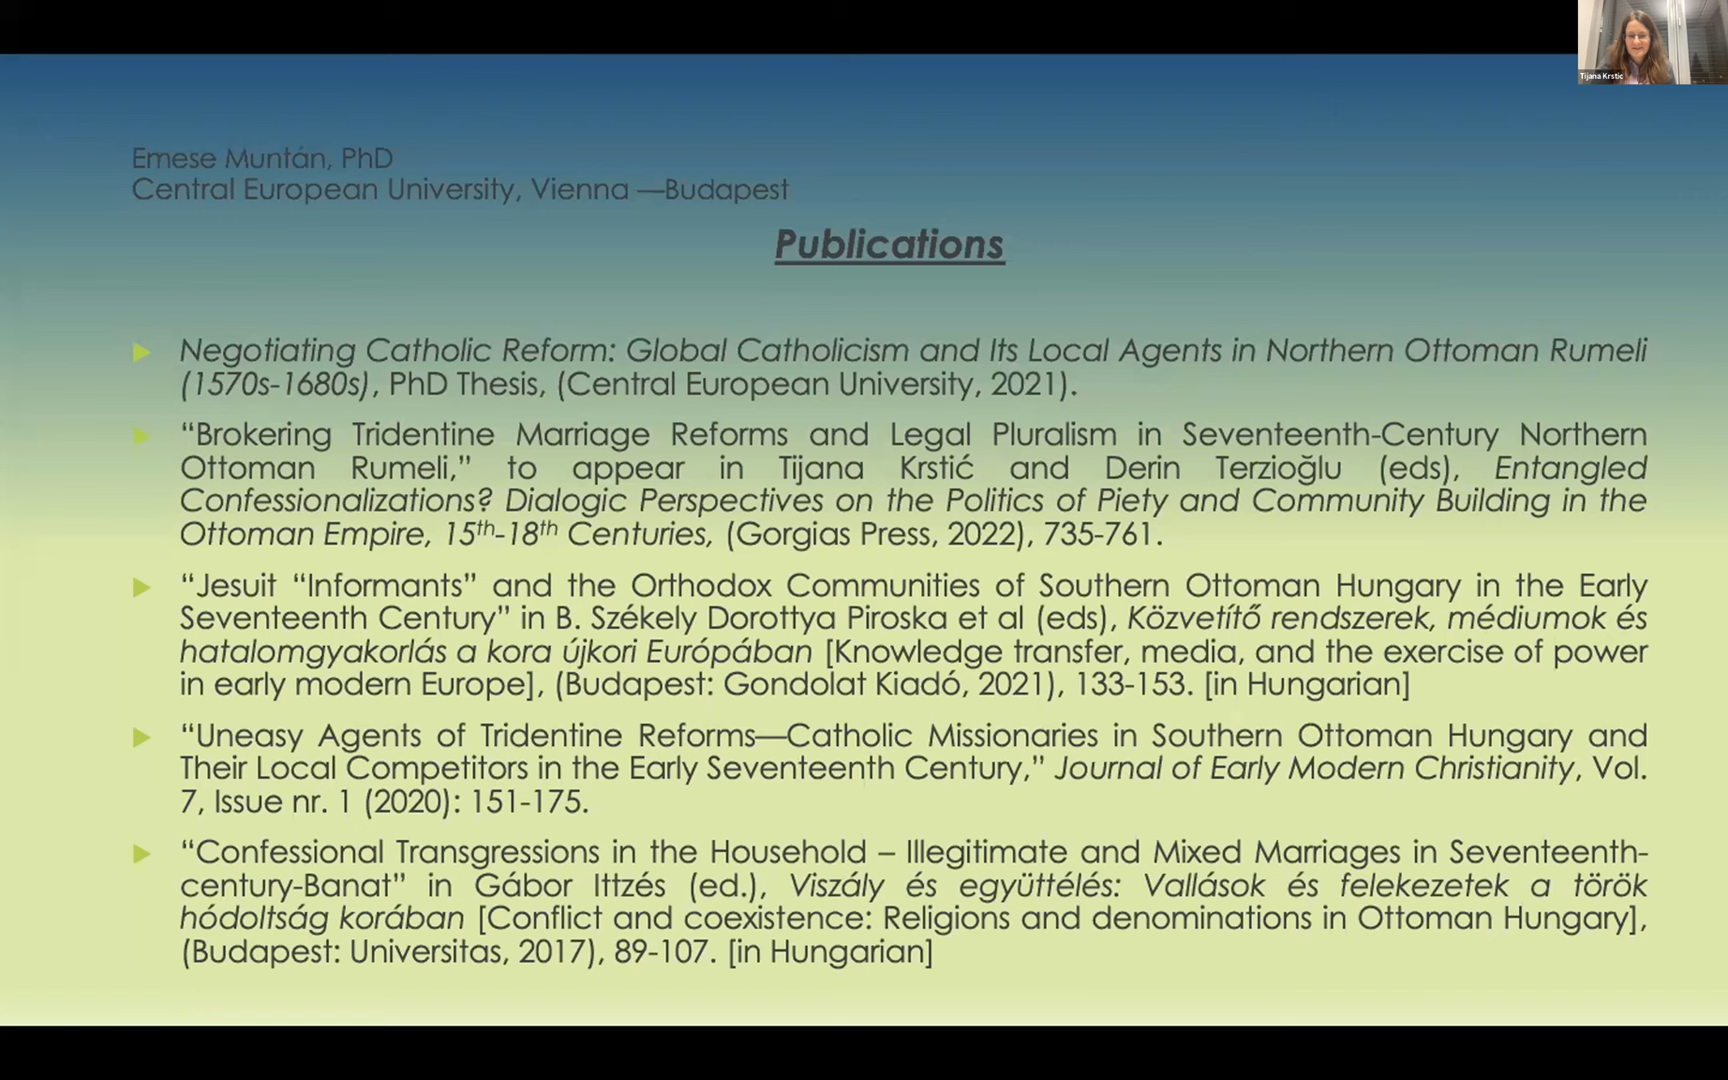 Tijana Krstic
Emese Muntán, PhD
Central European University, Vienna —Budapest
Publications
Negotiating Catholic Reform: Global Catholicism and Its Local Agents in Northern Ottoman Rumeli
(1570s-1680s), PhD Thesis, (Central European University, 2021).
“Brokering Tridentine Marriage Reforms and Legal Pluralism in Seventeenth-Century Northern
Ottoman Rumeli,” to appear in Tijana Krstić and Derin Terzioğlu (eds), Entangled
Confessionalizations? Dialogic Perspectives on the Politics of Piety and Community Building in the
Ottoman Empire, 15th-18th Centuries, (Gorgias Press, 2022), 735-761.
“Jesuit “Informants” and the Orthodox Communities of Southern Ottoman Hungary in the Early
Seventeenth Century” in B. Székely Dorottya Piroska et al (eds), Közvetítő rendszerek, médiumok és
hatalomgyakorlás a kora újkori Európában [Knowledge transfer, media, and the exercise of power
in early modern Europe], (Budapest: Gondolat Kiadó, 2021), 133-153. [in Hungarian]
“Uneasy Agents of Tridentine Reforms—Catholic Missionaries in Southern Ottoman Hungary and
Their Local Competitors in the Early Seventeenth Century,” Journal of Early Modern Christianity, Vol.
7, Issue nr. 1 (2020): 151-175.
“Confessional Transgressions in the Household – Illegitimate and Mixed Marriages in Seventeenth-
century-Banat” in Gábor Ittzés (ed.), Viszály és együttélés: Vallások és felekezetek a török
hódoltság korában [Conflict and coexistence: Religions and denominations in Ottoman Hungary],
(Budapest: Universitas, 2017), 89-107. [in Hungarian]